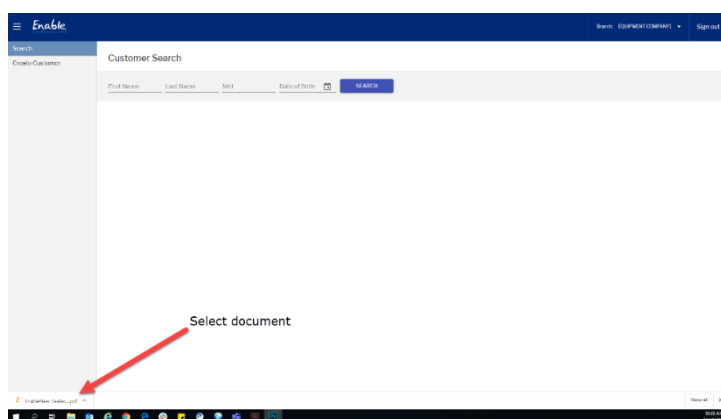 Enable
Branch: EQUIPMENT COMPANY1
Sign out
Search
Create Customer
Customer Search
First Name
Last Name
NHI
Date of Birth
SEARCH
Select document
Show all